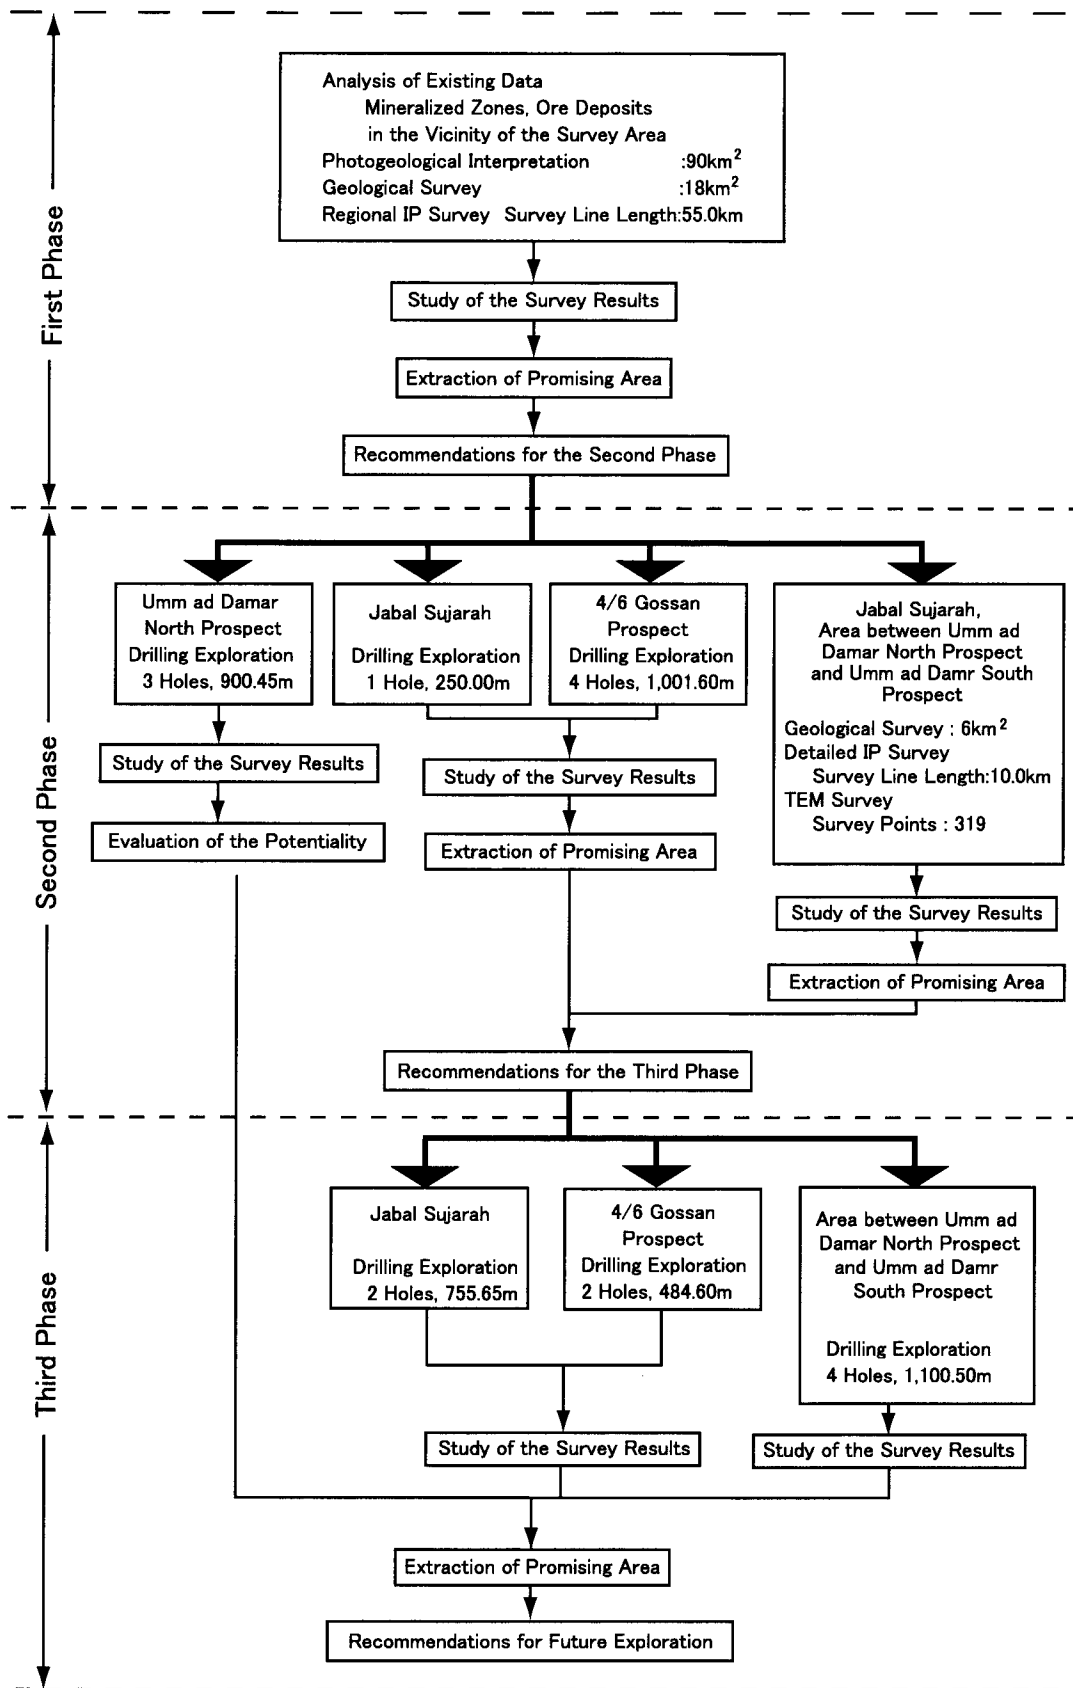 First Phase
Analysis of Existing Data
Mineralized Zones, Ore Deposits
in the Vicinity of the Survey Area
Photogeological Interpretation :90km²
Geological Survey :18km²
Regional IP Survey Survey Line Length:55.0km
Study of the Survey Results
Extraction of Promising Area
Recommendations for the Second Phase
Second Phase
Umm ad Damar
North Prospect
Drilling Exploration
3 Holes, 900.45m
Study of the Survey Results
Evaluation of the Potentiality
Jabal Sujarah
Drilling Exploration
1 Hole, 250.00m
4/6 Gossan
Prospect
Drilling Exploration
4 Holes, 1,001.60m
Study of the Survey Results
Extraction of Promising Area
Jabal Sujarah,
Area between Umm ad
Damar North Prospect
and Umm ad Damr South
Prospect
Geological Survey : 6km²
Detailed IP Survey
Survey Line Length:10.0km
TEM Survey
Survey Points : 319
Study of the Survey Results
Extraction of Promising Area
Recommendations for the Third Phase
Third Phase
Jabal Sujarah
Drilling Exploration
2 Holes, 755.65m
4/6 Gossan
Prospect
Drilling Exploration
2 Holes, 484.60m
Study of the Survey Results
Area between Umm ad
Damar North Prospect
and Umm ad Damr
South Prospect
Drilling Exploration
4 Holes, 1,100.50m
Study of the Survey Results
Extraction of Promising Area
Recommendations for Future Exploration